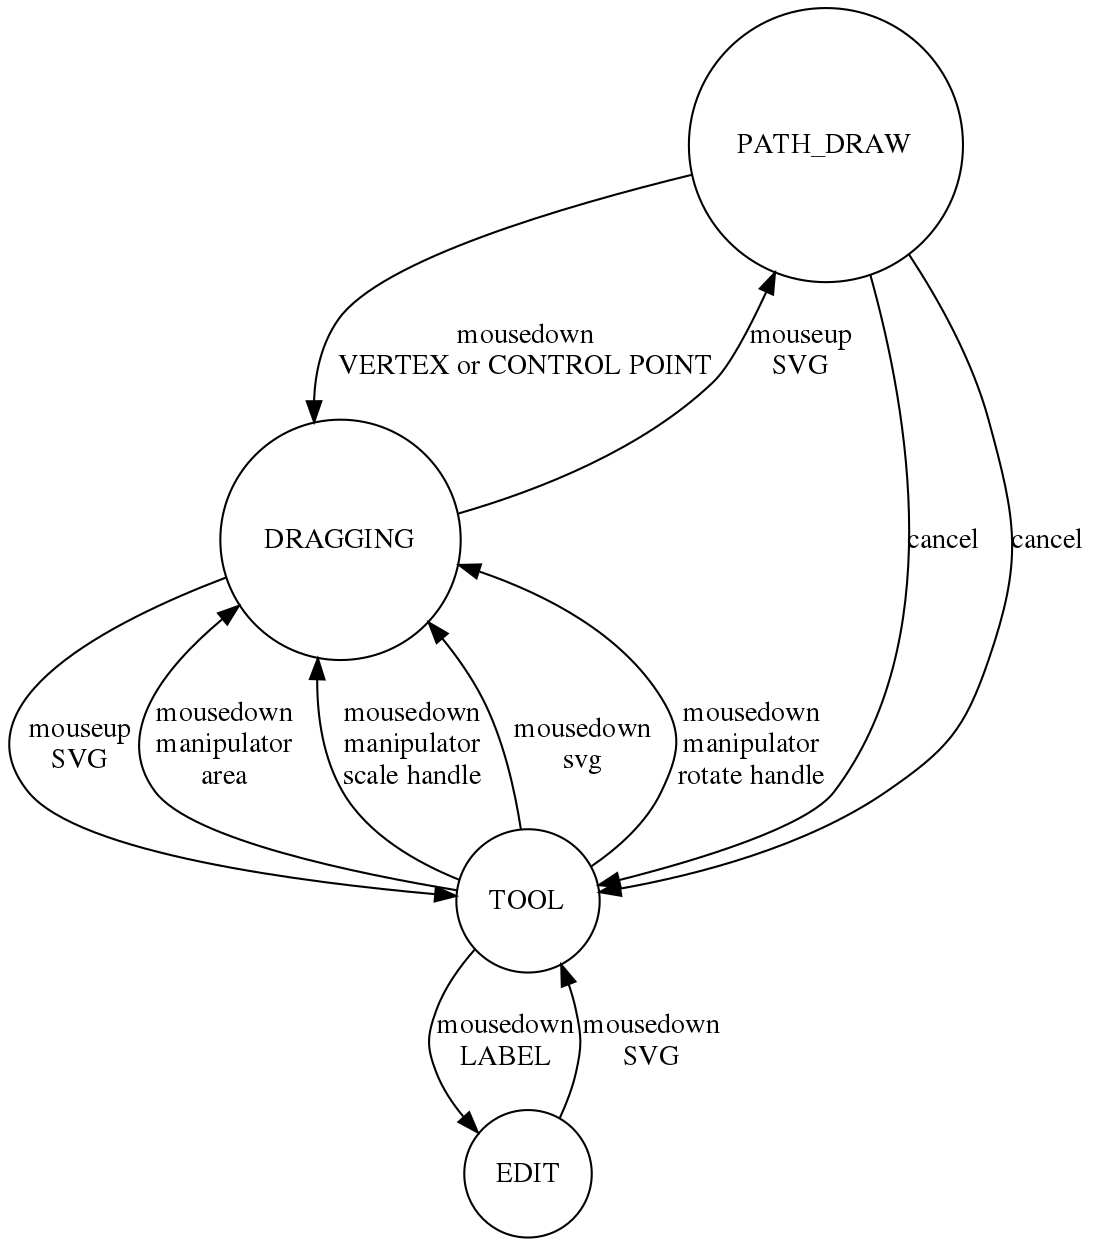 PATH_DRAW
mousedown
VERTEX or CONTROL POINT
mouseup
SVG
DRAGGING
cancel
cancel
mouseup
SVG
mousedown
manipulator
area
mousedown
manipulator
scale handle
mousedown
svg
mousedown
manipulator
rotate handle
TOOL
mousedown
LABEL
mousedown
SVG
EDIT